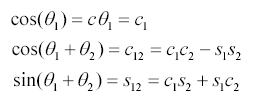 cos(θ₁) = cθ₁ = c₁
cos(θ₁ + θ₂) = c₁₂ = c₁c₂ − s₁s₂
sin(θ₁ + θ₂) = s₁₂ = c₁s₂ + s₁c₂